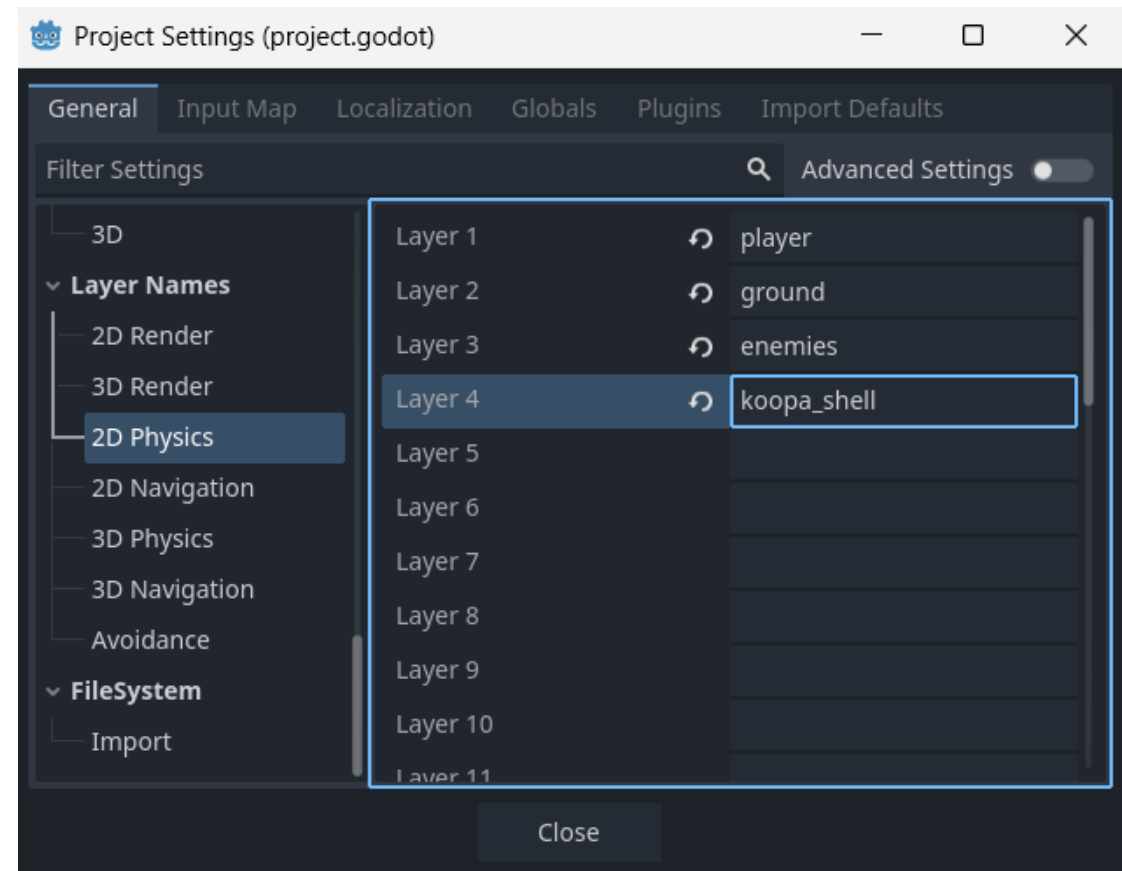 Project Settings (project.godot)
General Input Map Localization Globals Plugins Import Defaults
Filter Settings Advanced Settings
3D
Layer Names
2D Render
3D Render
2D Physics
2D Navigation
3D Physics
3D Navigation
Avoidance
FileSystem
Import
Layer 1 player
Layer 2 ground
Layer 3 enemies
Layer 4 koopa_shell
Layer 5
Layer 6
Layer 7
Layer 8
Layer 9
Layer 10
Layer 11
Close